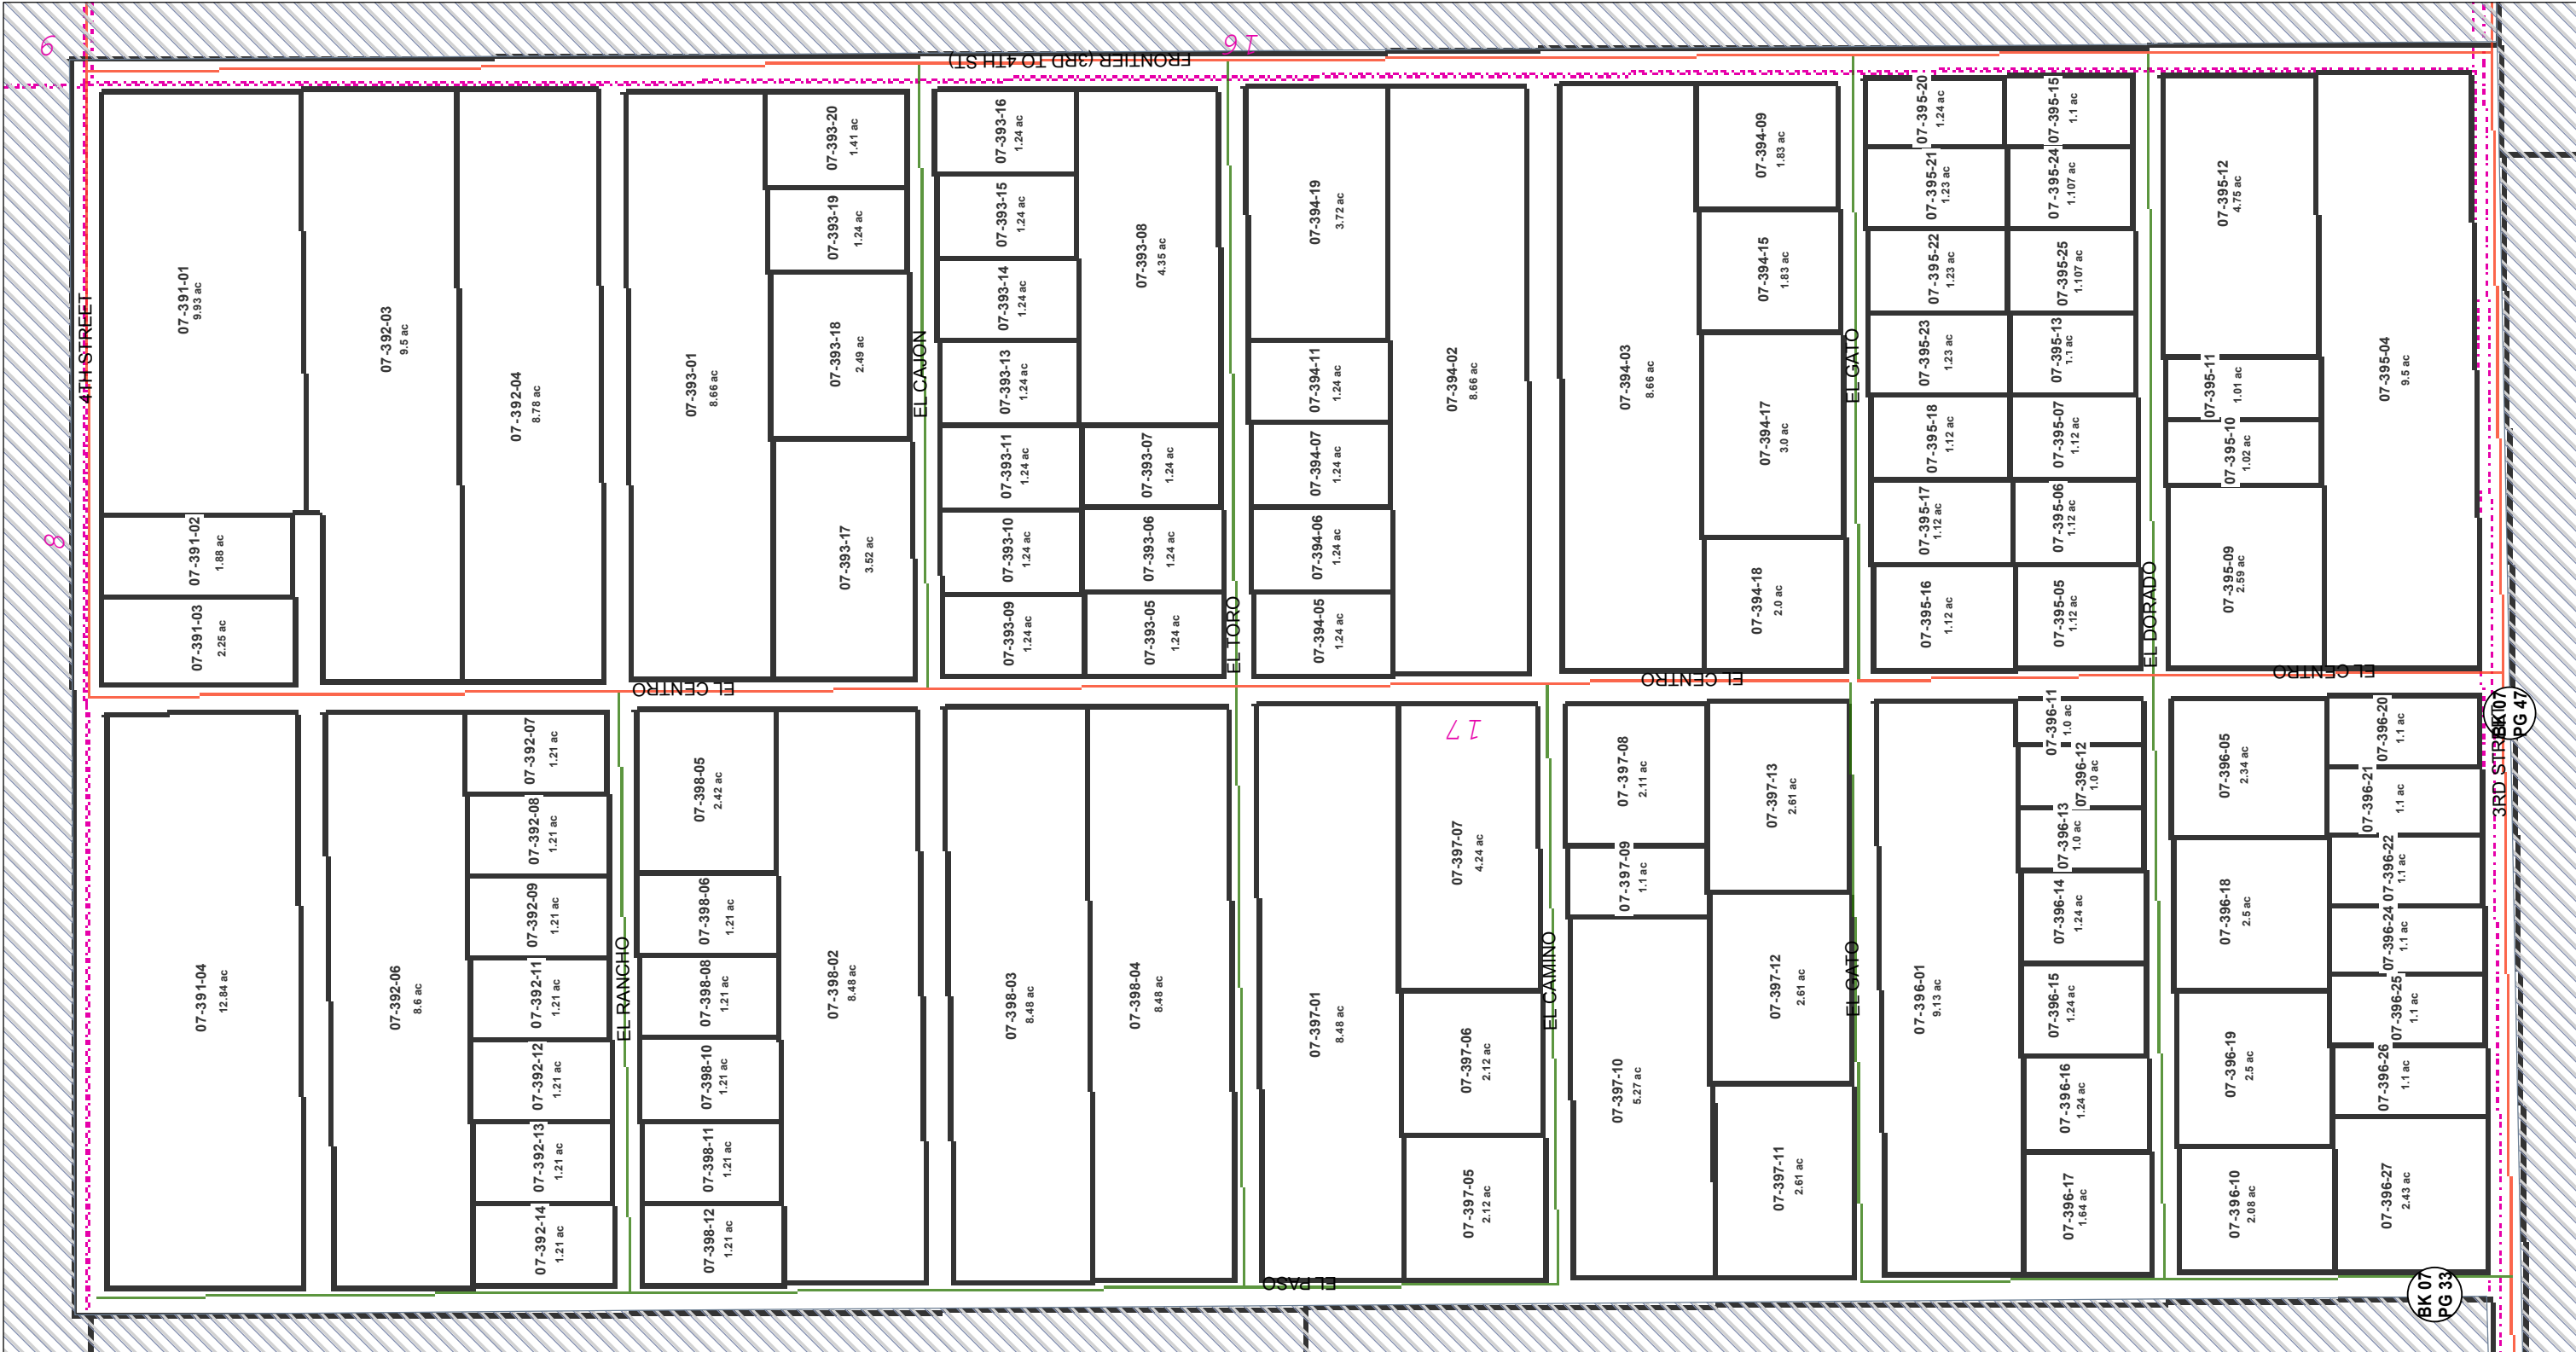 9
16
FRONTIER (3RD TO 4TH ST)
4TH STREET
8
07-391-01
9.93 ac
07-391-02
1.88 ac
07-391-03
2.25 ac
07-392-03
9.5 ac
07-392-04
8.78 ac
07-393-01
8.66 ac
07-393-20
1.41 ac
07-393-19
1.24 ac
07-393-18
2.49 ac
07-393-17
3.52 ac
EL CAJON
07-393-16
1.24 ac
07-393-15
1.24 ac
07-393-14
1.24 ac
07-393-13
1.24 ac
07-393-11
1.24 ac
07-393-10
1.24 ac
07-393-09
1.24 ac
07-393-08
4.35 ac
07-393-07
1.24 ac
07-393-06
1.24 ac
07-393-05
1.24 ac
EL TORO
07-394-19
3.72 ac
07-394-11
1.24 ac
07-394-07
1.24 ac
07-394-06
1.24 ac
07-394-05
1.24 ac
07-394-02
8.66 ac
07-394-03
8.66 ac
07-394-09
1.83 ac
07-394-15
1.83 ac
07-394-17
3.0 ac
07-394-18
2.0 ac
EL GATO
07-395-20
1.24 ac
07-395-21
1.23 ac
07-395-22
1.23 ac
07-395-23
1.23 ac
07-395-18
1.12 ac
07-395-17
1.12 ac
07-395-16
1.12 ac
07-395-15
1.1 ac
07-395-24
1.107 ac
07-395-25
1.107 ac
07-395-13
1.1 ac
07-395-07
1.12 ac
07-395-06
1.12 ac
07-395-05
1.12 ac
EL DORADO
07-395-12
4.75 ac
07-395-11
1.01 ac
07-395-10
1.02 ac
07-395-09
2.59 ac
07-395-04
9.5 ac
EL CENTRO
EL CENTRO
EL CENTRO
07-391-04
12.84 ac
07-392-06
8.6 ac
07-392-07
1.21 ac
07-392-08
1.21 ac
07-392-09
1.21 ac
07-392-11
1.21 ac
07-392-12
1.21 ac
07-392-13
1.21 ac
07-392-14
1.21 ac
EL RANCHO
07-398-05
2.42 ac
07-398-06
1.21 ac
07-398-08
1.21 ac
07-398-10
1.21 ac
07-398-11
1.21 ac
07-398-12
1.21 ac
07-398-02
8.48 ac
07-398-03
8.48 ac
07-398-04
8.48 ac
07-397-01
8.48 ac
17
07-397-07
4.24 ac
07-397-06
2.12 ac
07-397-05
2.12 ac
EL CAMINO
07-397-08
2.11 ac
07-397-09
1.1 ac
07-397-10
5.27 ac
07-397-13
2.61 ac
07-397-12
2.61 ac
07-397-11
2.61 ac
EL GATO
07-396-01
9.13 ac
07-396-11
1.0 ac
07-396-12
1.0 ac
07-396-13
1.0 ac
07-396-14
1.24 ac
07-396-15
1.24 ac
07-396-16
1.24 ac
07-396-17
1.64 ac
07-396-05
2.34 ac
07-396-18
2.5 ac
07-396-19
2.5 ac
07-396-10
2.08 ac
07-396-20
1.1 ac
07-396-21
1.1 ac
07-396-22
1.1 ac
07-396-24
1.1 ac
07-396-25
1.1 ac
07-396-26
1.1 ac
07-396-27
2.43 ac
3RD STREET
BK 07
PG 47
EL PASO
BK 07
PG 33